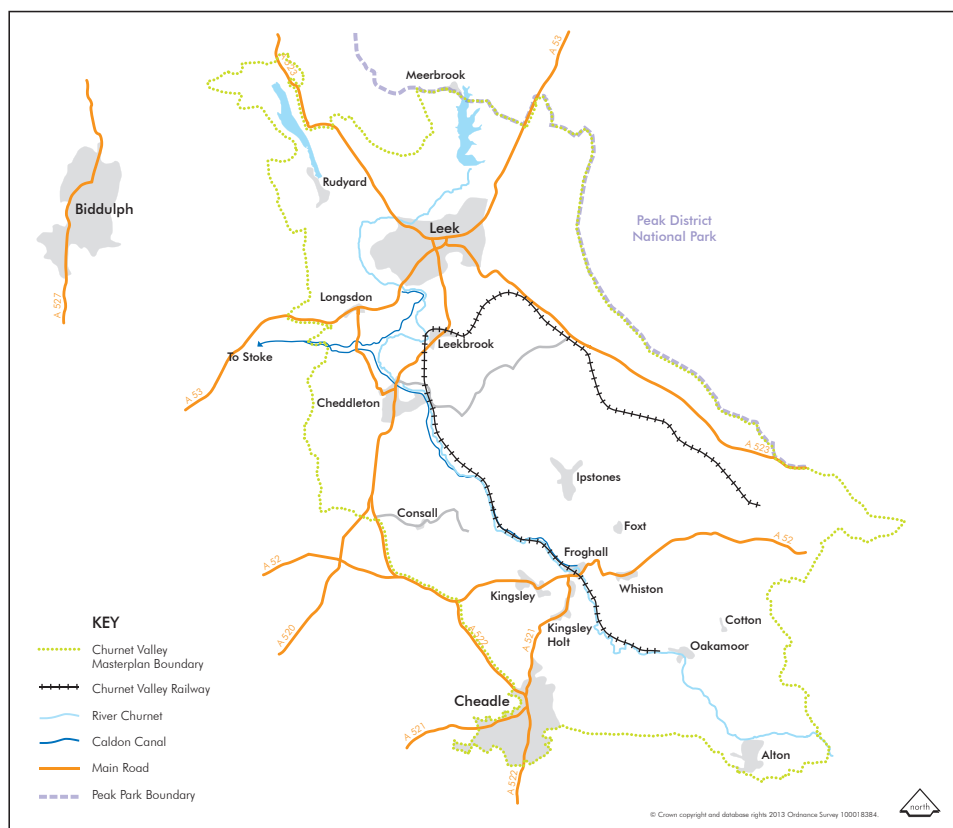 A 523
A 53
Meerbrook
Rudyard
Biddulph
Leek
Peak District
National Park
A 527
Longsdon
To Stoke
Leekbrook
A 53
Cheddleton
A 523
Ipstones
Consall
Foxt
A 52
Froghall
A 52
Kingsley
Whiston
A 520
A 522
A 521
Kingsley
Holt
Cotton
Oakamoor
Cheadle
A 521
Alton
A 522
KEY
Churnet Valley
Masterplan Boundary
Churnet Valley Railway
River Churnet
Caldon Canal
Main Road
Peak Park Boundary
© Crown copyright and database rights 2013 Ordnance Survey 100018384.
north